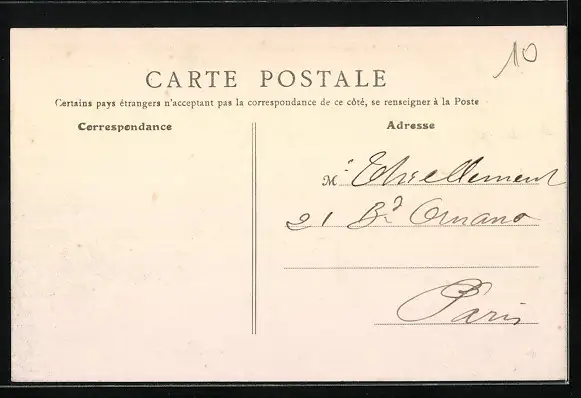 10
CARTE POSTALE
Certains pays étrangers n'acceptant pas la correspondance de ce côté, se renseigner à la Poste
Correspondance
Adresse
M Thiellement
21 Bd Ornano
Paris